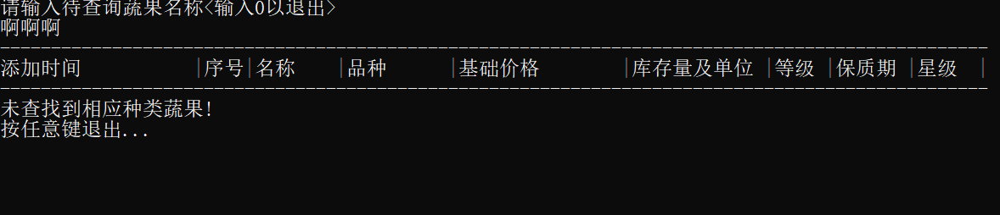 请输入待查询蔬果名称<输入0以退出>
啊啊啊
--------------------------------------------------------------------------------------------------
添加时间 |序号|名称 |品种 |基础价格 |库存量及单位 |等级 |保质期 |星级 |
--------------------------------------------------------------------------------------------------
未查找到相应种类蔬果!
按任意键退出...